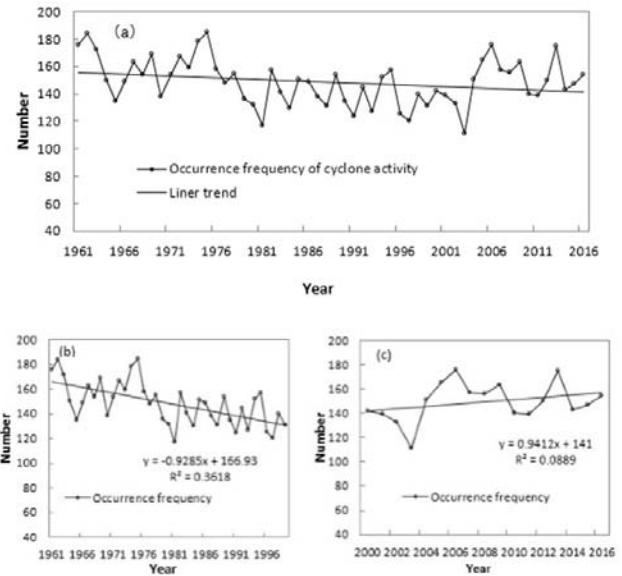 (a)
200
180
160
140
120
100
80
60
40
Number
Occurrence frequency of cyclone activity
Liner trend
1961 1966 1971 1976 1981 1986 1991 1996 2001 2006 2011 2016
Year
(b)
200
180
160
140
120
100
80
60
40
Number
y = -0.9285x + 166.93
R² = 0.3618
Occurrence frequency
1961 1966 1971 1976 1981 1986 1991 1996
Year
(c)
200
180
160
140
120
100
80
60
40
Number
y = 0.9412x + 141
R² = 0.0889
Occurrence frequency
2000 2002 2004 2006 2008 2010 2012 2014 2016
Year